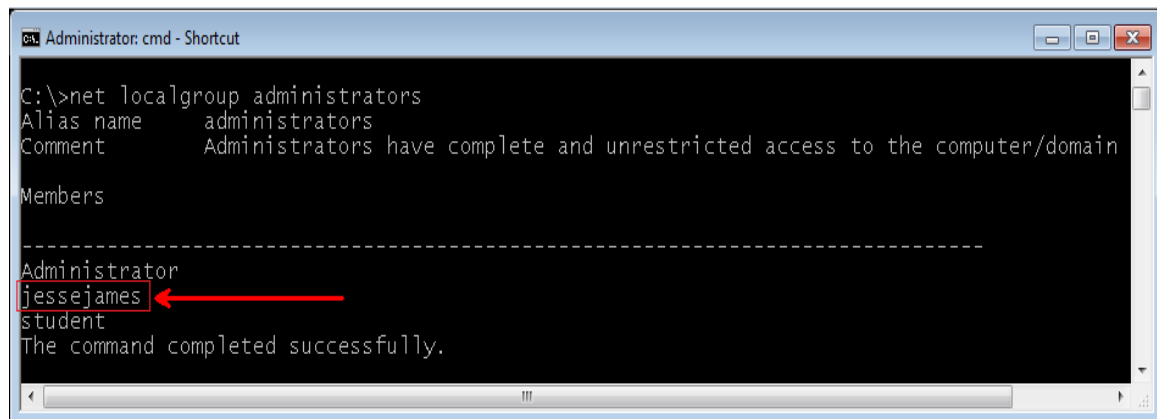 Administrator: cmd - Shortcut
C:\>net localgroup administrators
Alias name     administrators
Comment        Administrators have complete and unrestricted access to the computer/domain
Members
-------------------------------------------------------------------------------
Administrator
jessejames
student
The command completed successfully.